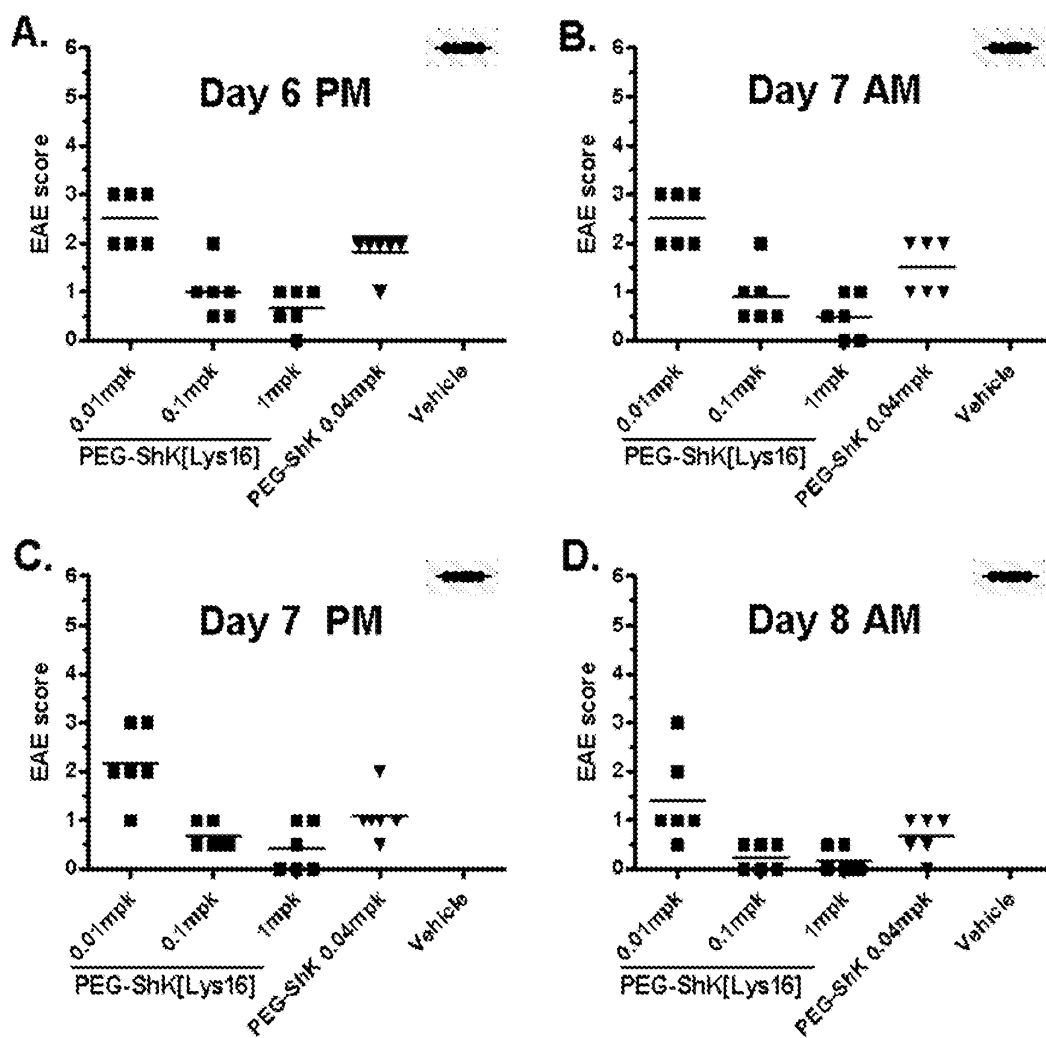 A.
Day 6 PM
EAE score
6
5
4
3
2
1
0
0.01mpk
0.1mpk
1mpk
PEG-ShK 0.04mpk
Vehicle
PEG-ShK[Lys16]
B.
Day 7 AM
EAE score
6
5
4
3
2
1
0
0.01mpk
0.1mpk
1mpk
PEG-ShK 0.04mpk
Vehicle
PEG-ShK[Lys16]
C.
Day 7 PM
EAE score
6
5
4
3
2
1
0
0.01mpk
0.1mpk
1mpk
PEG-ShK 0.04mpk
Vehicle
PEG-ShK[Lys16]
D.
Day 8 AM
EAE score
6
5
4
3
2
1
0
0.01mpk
0.1mpk
1mpk
PEG-ShK 0.04mpk
Vehicle
PEG-ShK[Lys16]